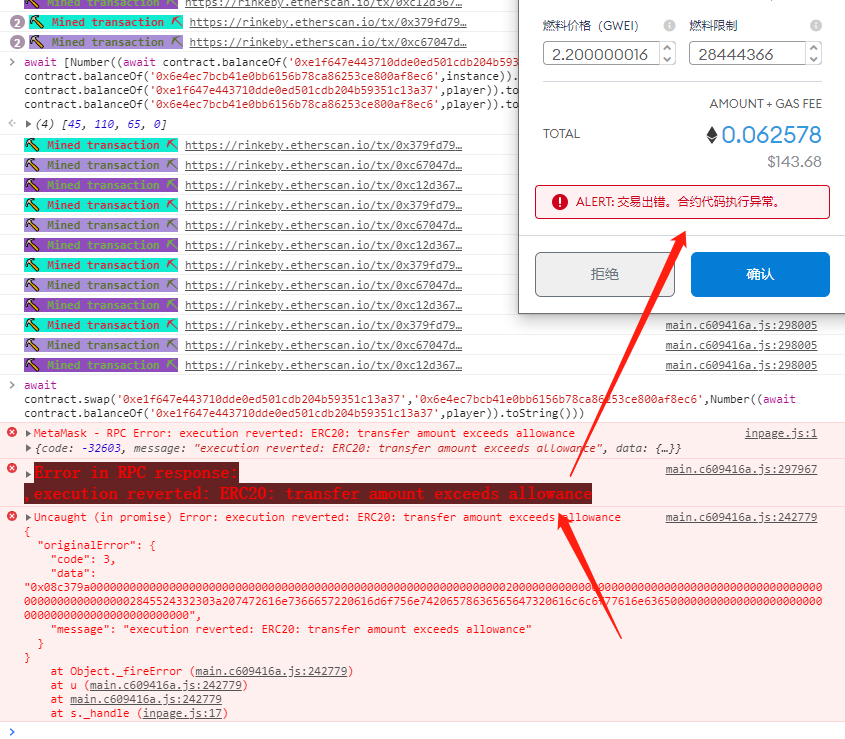 Mined transaction https://rinkeby.etherscan.io/tx/0xc12d367…
2 Mined transaction https://rinkeby.etherscan.io/tx/0x379fd79…
2 Mined transaction https://rinkeby.etherscan.io/tx/0xc67047d…
> await [Number((await contract.balanceOf('0xe1f647e443710dde0ed501cdb204b593
contract.balanceOf('0x6e4ec7bcb41e0bb6156b78ca86253ce800af8ec6',instance)).
contract.balanceOf('0xe1f647e443710dde0ed501cdb204b59351c13a37',player)).to
contract.balanceOf('0x6e4ec7bcb41e0bb6156b78ca86253ce800af8ec6',player)).to
(4) [45, 110, 65, 0]
Mined transaction https://rinkeby.etherscan.io/tx/0x379fd79…
Mined transaction https://rinkeby.etherscan.io/tx/0xc67047d…
Mined transaction https://rinkeby.etherscan.io/tx/0xc12d367…
Mined transaction https://rinkeby.etherscan.io/tx/0x379fd79…
Mined transaction https://rinkeby.etherscan.io/tx/0xc67047d…
Mined transaction https://rinkeby.etherscan.io/tx/0xc12d367…
Mined transaction https://rinkeby.etherscan.io/tx/0x379fd79…
Mined transaction https://rinkeby.etherscan.io/tx/0xc67047d…
Mined transaction https://rinkeby.etherscan.io/tx/0xc12d367…
Mined transaction https://rinkeby.etherscan.io/tx/0x379fd79… main.c609416a.js:298005
Mined transaction https://rinkeby.etherscan.io/tx/0xc67047d… main.c609416a.js:298005
Mined transaction https://rinkeby.etherscan.io/tx/0xc12d367… main.c609416a.js:298005
燃料价格（GWEI） 燃料限制
2.200000016 28444366
AMOUNT + GAS FEE
TOTAL 0.062578
$143.68
ALERT: 交易出错。合约代码执行异常。
拒绝 确认
> await
contract.swap('0xe1f647e443710dde0ed501cdb204b59351c13a37','0x6e4ec7bcb41e0bb6156b78ca86253ce800af8ec6',Number((await
contract.balanceOf('0xe1f647e443710dde0ed501cdb204b59351c13a37',player)).toString()))
MetaMask - RPC Error: execution reverted: ERC20: transfer amount exceeds allowance inpage.js:1
{code: -32603, message: "execution reverted: ERC20: transfer amount exceeds allowance", data: {…}}
Error in RPC response: main.c609416a.js:297967
execution reverted: ERC20: transfer amount exceeds allowance
Uncaught (in promise) Error: execution reverted: ERC20: transfer amount exceeds allowance main.c609416a.js:242779
{
"originalError": {
"code": 3,
"data":
"message": "execution reverted: ERC20: transfer amount exceeds allowance"
}
}
at Object._fireError (main.c609416a.js:242779)
at u (main.c609416a.js:242779)
at main.c609416a.js:242779
at s._handle (inpage.js:17)
>